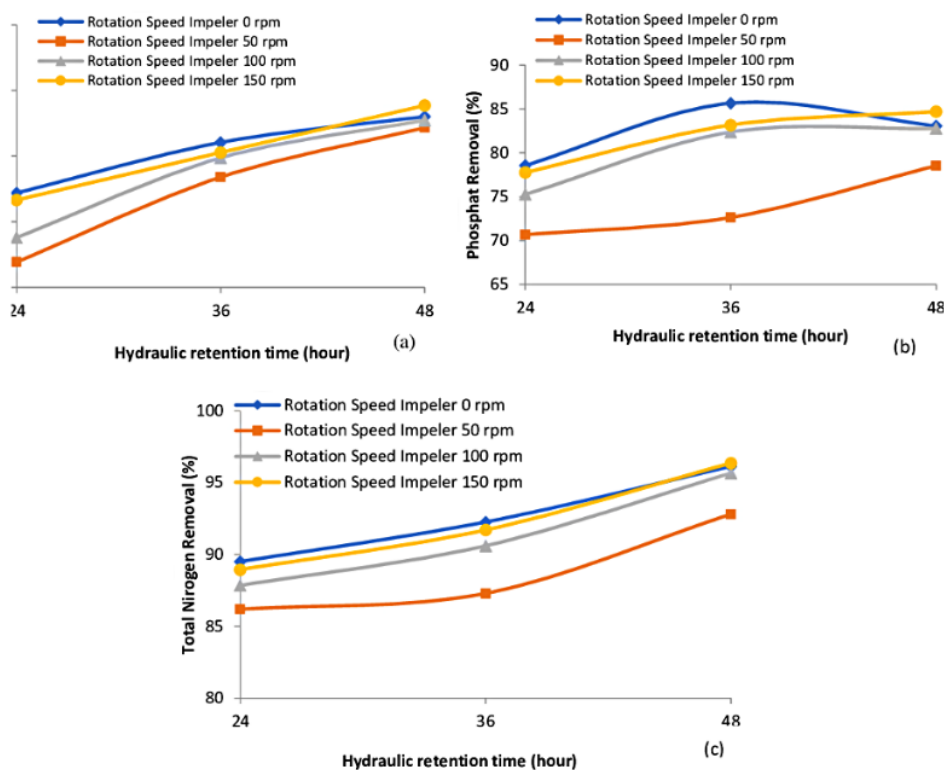 Rotation Speed Impeler 0 rpm
Rotation Speed Impeler 50 rpm
Rotation Speed Impeler 100 rpm
Rotation Speed Impeler 150 rpm
24
36
48
Hydraulic retention time (hour)
(a)
Rotation Speed Impeler 0 rpm
Rotation Speed Impeler 50 rpm
Rotation Speed Impeler 100 rpm
Rotation Speed Impeler 150 rpm
Phosphat Removal (%)
90
85
80
75
70
65
24
36
48
Hydraulic retention time (hour)
(b)
Rotation Speed Impeler 0 rpm
Rotation Speed Impeler 50 rpm
Rotation Speed Impeler 100 rpm
Rotation Speed Impeler 150 rpm
Total Nirogen Removal (%)
100
95
90
85
80
24
36
48
Hydraulic retention time (hour)
(c)